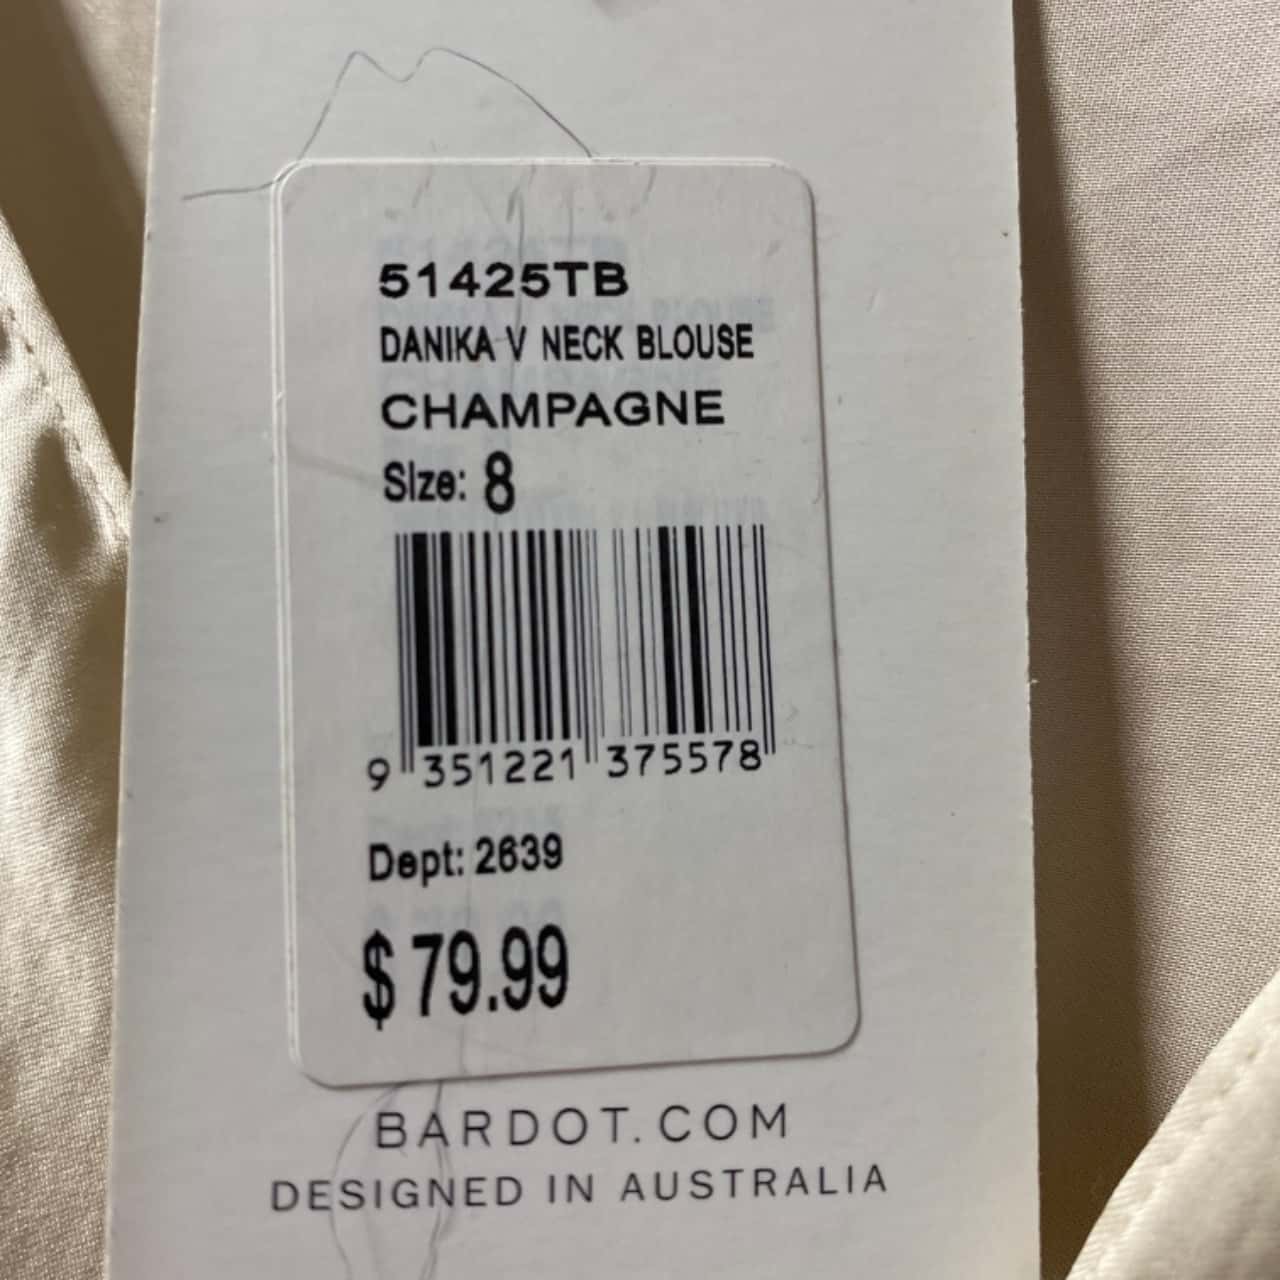 51425TB
DANIKA V NECK BLOUSE
CHAMPAGNE
Size: 8
9 351221 375578
Dept: 2639
$ 79.99
BARDOT.COM
DESIGNED IN AUSTRALIA